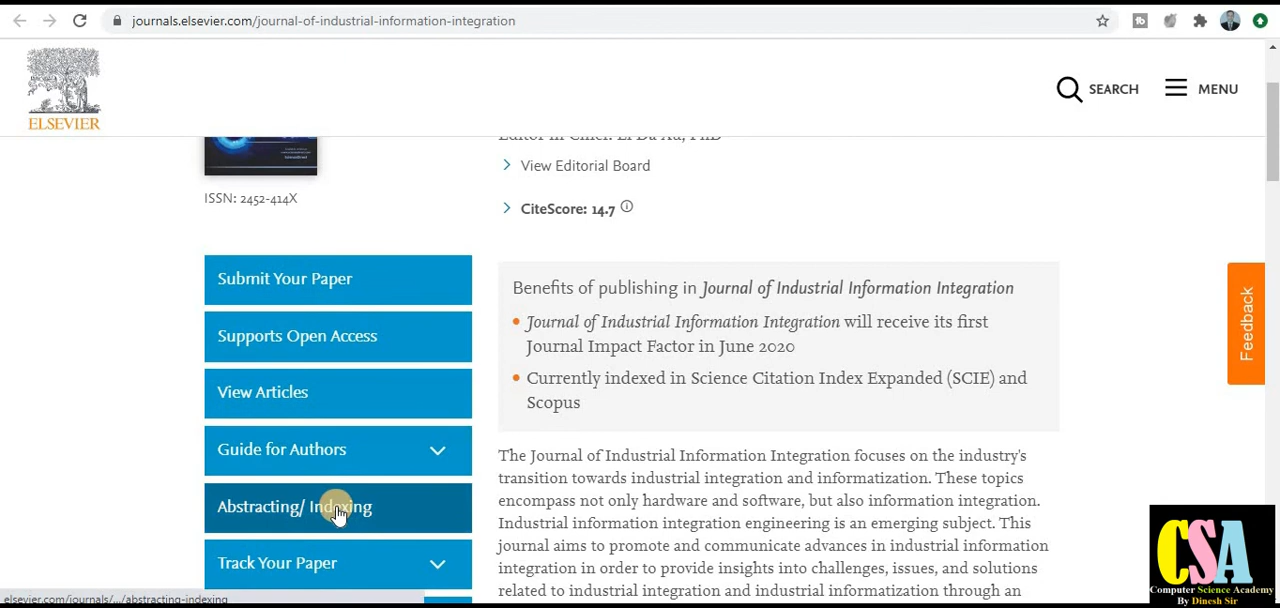 journals.elsevier.com/journal-of-industrial-information-integration
ELSEVIER
SEARCH
MENU
View Editorial Board
ISSN: 2452-414X
CiteScore: 14.7
Submit Your Paper
Supports Open Access
View Articles
Guide for Authors
Abstracting/ Indexing
Track Your Paper
Benefits of publishing in Journal of Industrial Information Integration
Journal of Industrial Information Integration will receive its first
Journal Impact Factor in June 2020
Currently indexed in Science Citation Index Expanded (SCIE) and
Scopus
The Journal of Industrial Information Integration focuses on the industry's
transition towards industrial integration and informatization. These topics
encompass not only hardware and software, but also information integration.
Industrial information integration engineering is an emerging subject. This
journal aims to promote and communicate advances in industrial information
integration in order to provide insights into challenges, issues, and solutions
related to industrial integration and industrial informatization through an
Feedback
elsevier.com/journals/.../abstracting-indexing
CSA
Computer Science Academy
By Dinesh Sir